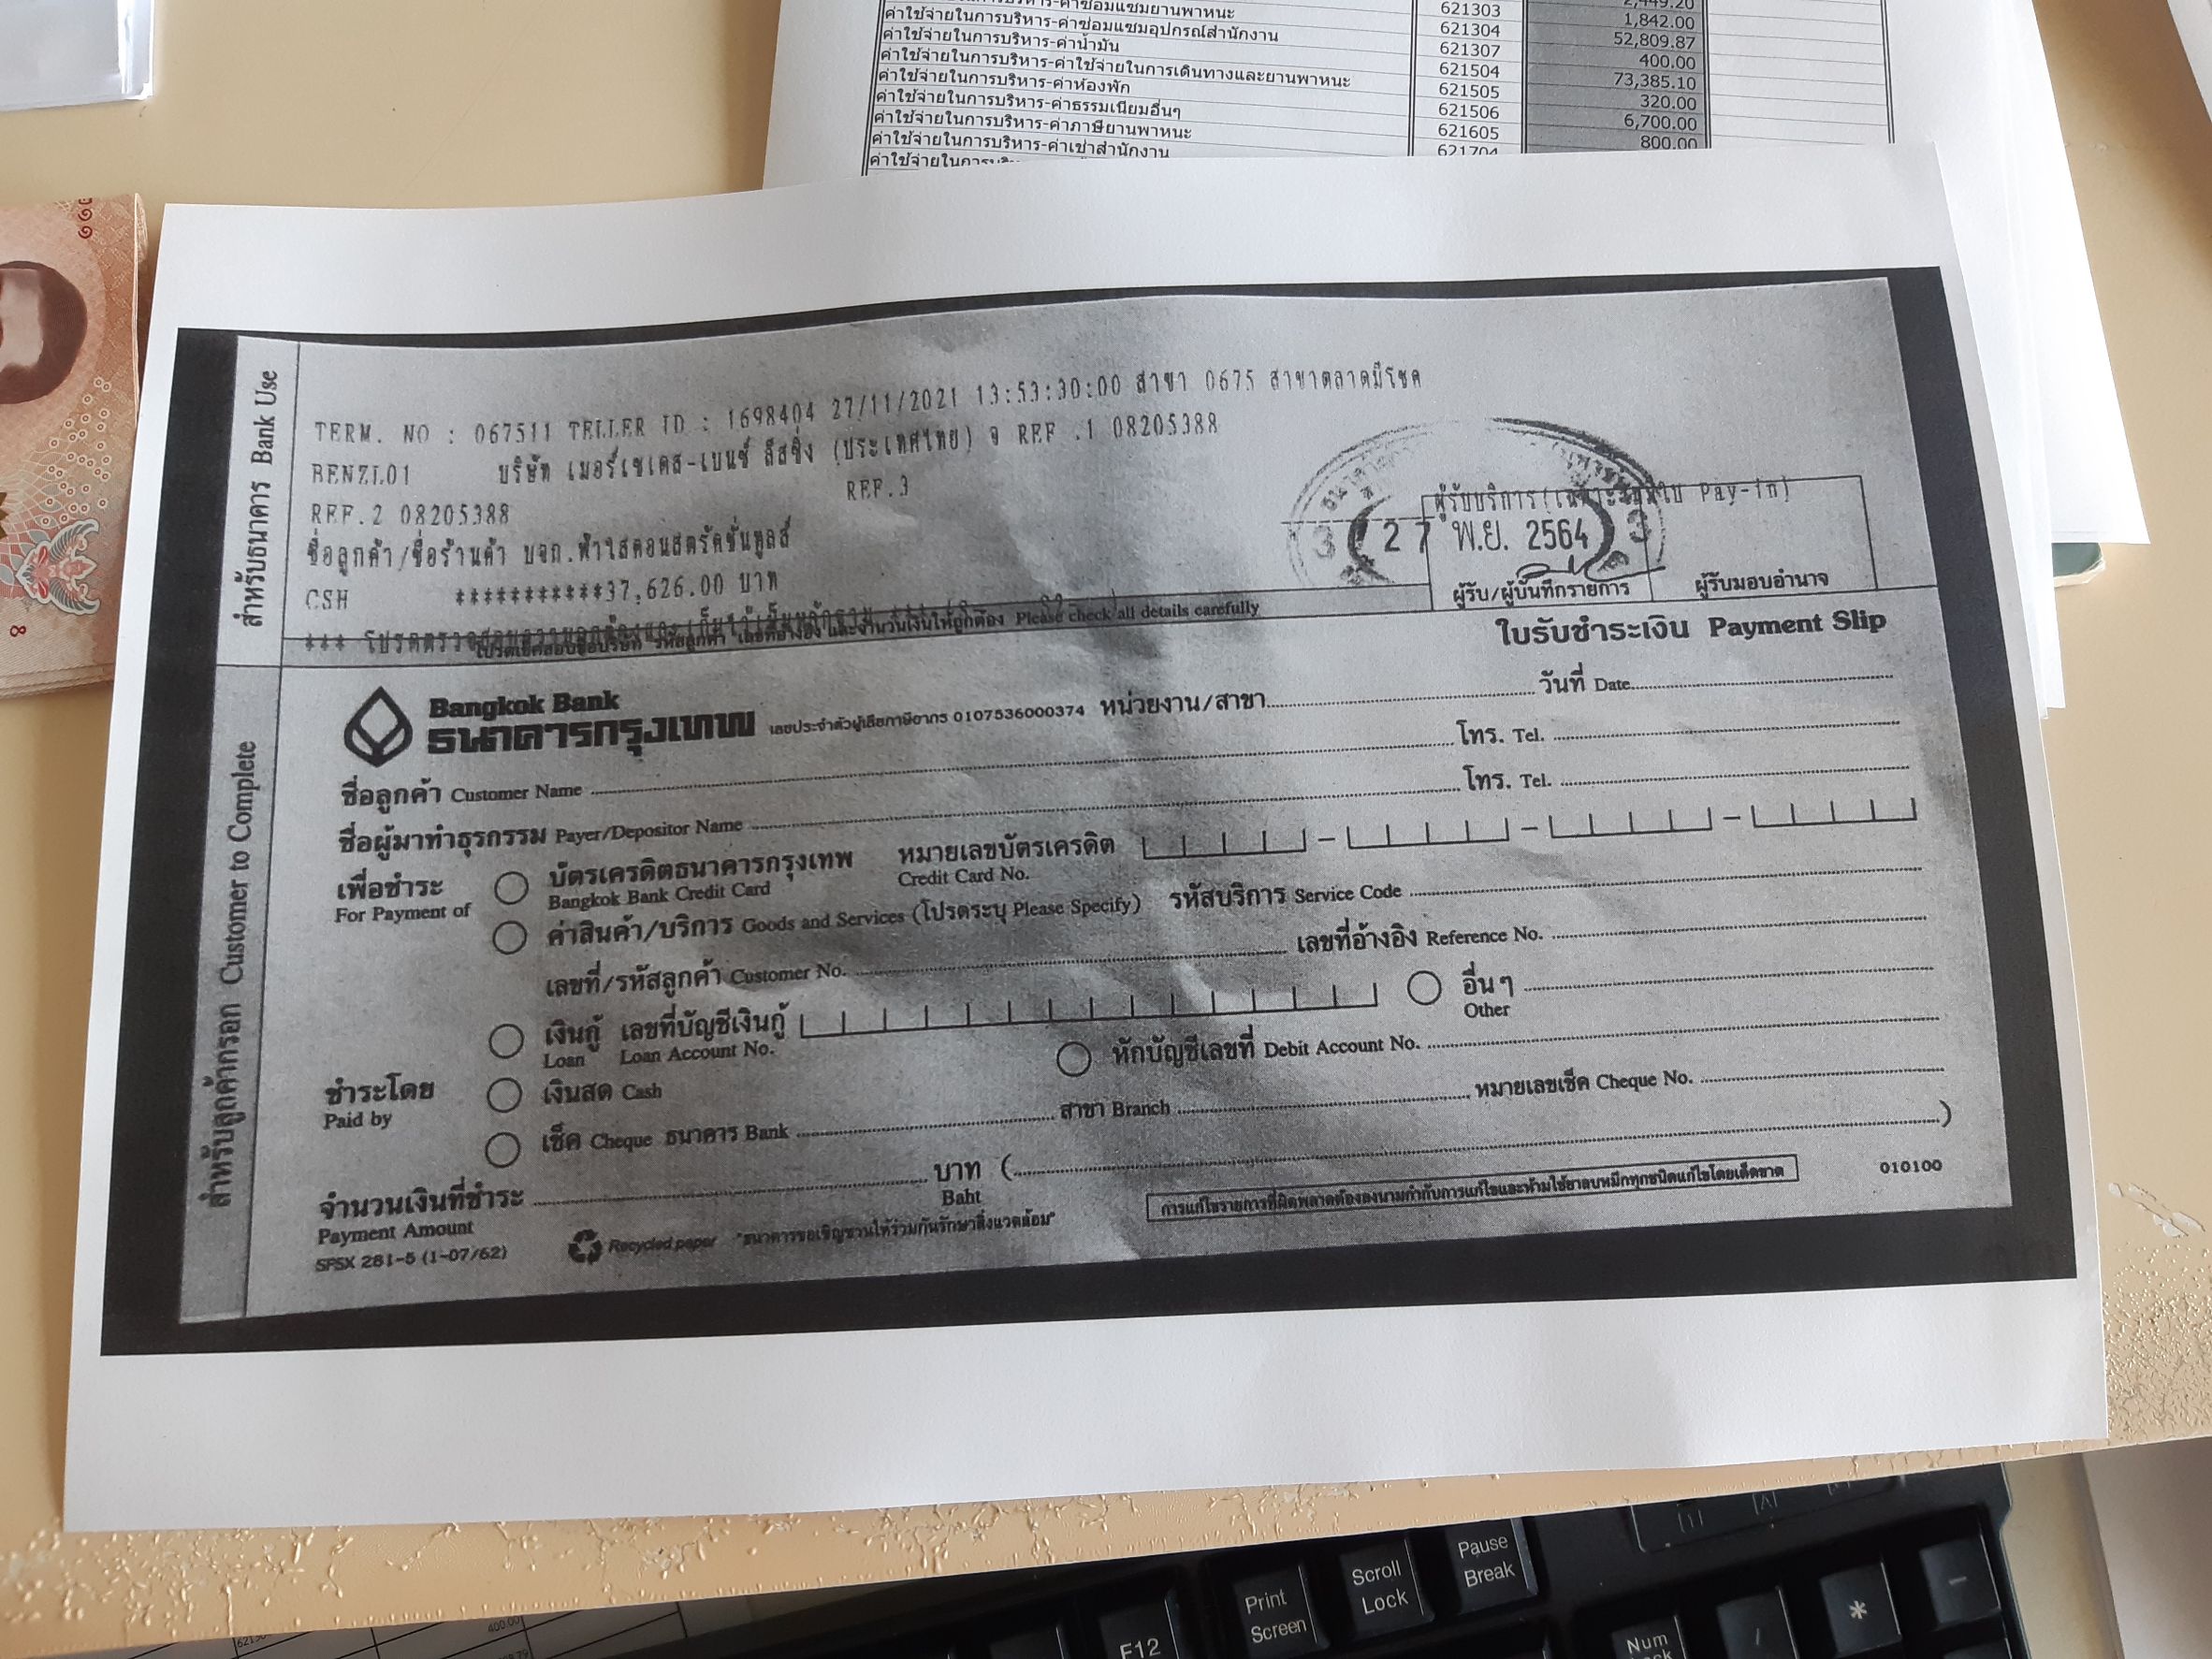 ค่าใช้จ่ายในการบริหาร-ค่าซ่อมแซมยานพาหนะ 621303 2,449.20
ค่าใช้จ่ายในการบริหาร-ค่าซ่อมแซมอุปกรณ์สำนักงาน 621304 1,842.00
ค่าใช้จ่ายในการบริหาร-ค่าน้ำมัน 621307 52,809.87
ค่าใช้จ่ายในการบริหาร-ค่าใช้จ่ายในการเดินทางและยานพาหนะ 621504 400.00
ค่าใช้จ่ายในการบริหาร-ค่าห้องพัก 621505 73,385.10
ค่าใช้จ่ายในการบริหาร-ค่าธรรมเนียมอื่นๆ 621506 320.00
ค่าใช้จ่ายในการบริหาร-ค่าภาษียานพาหนะ 621605 6,700.00
ค่าใช้จ่ายในการบริหาร-ค่าเช่าสำนักงาน 621704 800.00
สำหรับธนาคาร Bank Use
TERM. NO : 067511 TELLER ID : 1698404 27/11/2021 13:53:30:00 สาขา 0675 สาขาตลาดมีโชค
BENZL01 บริษัท เมอร์เซเดส-เบนซ์ ลีสซิ่ง (ประเทศไทย) จ REF .1 08205388
REF.2 08205388 REF.3
ชื่อลูกค้า/ชื่อร้านค้า บจก.ฟ้าใสคอนสตรัคชั่นทูลส์
CSH ***********37,626.00 บาท
*** โปรดตรวจสอบความถูกต้องและเก็บไว้เป็นหลักฐาน
Please check all details carefully
27 พ.ย. 2564
3 3
Pay-in)
ผู้รับ/ผู้บันทึกรายการ ผู้รับมอบอำนาจ
ใบรับชำระเงิน Payment Slip
สำหรับลูกค้ากรอก Customer to Complete
Bangkok Bank
ธนาคารกรุงเทพ เลขประจำตัวผู้เสียภาษีอากร 0107536000374 หน่วยงาน/สาขา วันที่ Date
ชื่อลูกค้า Customer Name โทร. Tel.
ชื่อผู้มาทำธุรกรรม Payer/Depositor Name โทร. Tel.
เพื่อชำระ บัตรเครดิตธนาคารกรุงเทพ หมายเลขบัตรเครดิต
For Payment of Bangkok Bank Credit Card Credit Card No.
ค่าสินค้า/บริการ Goods and Services (โปรดระบุ Please Specify) รหัสบริการ Service Code
เลขที่/รหัสลูกค้า Customer No. เลขที่อ้างอิง Reference No.
เงินกู้ เลขที่บัญชีเงินกู้ อื่นๆ
Loan Loan Account No. Other
ชำระโดย เงินสด Cash หักบัญชีเลขที่ Debit Account No.
Paid by
เช็ค Cheque ธนาคาร Bank สาขา Branch หมายเลขเช็ค Cheque No.
จำนวนเงินที่ชำระ บาท ( )
Payment Amount Baht
การแก้ไขรายการที่ผิดพลาดต้องลงนามกำกับการแก้ไขและห้ามใช้ยาลบหมึกทุกชนิดแก้ไขโดยเด็ดขาด 010100
SFSX 281-5 (1-07/62) Recycled paper "ธนาคารขอเชิญชวนให้ร่วมกันรักษาสิ่งแวดล้อม"
F12
Print Screen
Scroll Lock
Pause Break
Num
/
*
-
400.00